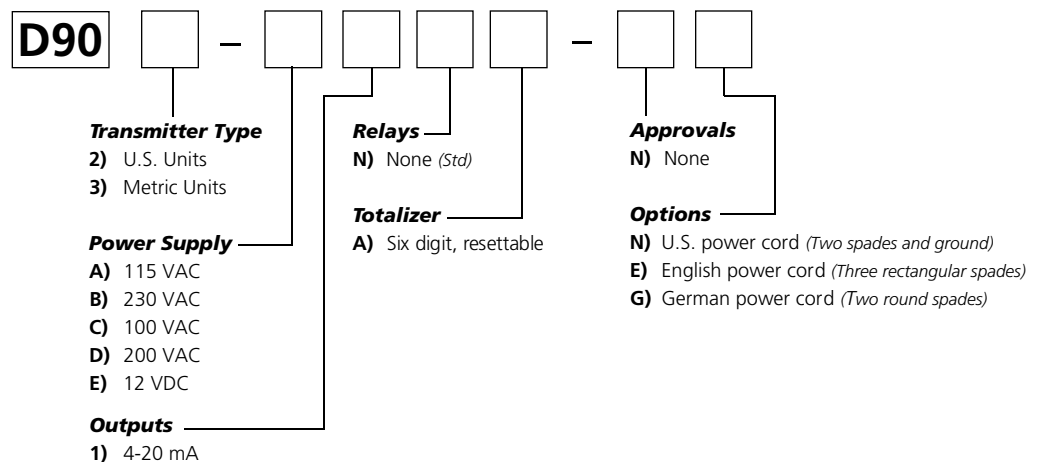 D90 – –
Transmitter Type
2) U.S. Units
3) Metric Units
Power Supply
A) 115 VAC
B) 230 VAC
C) 100 VAC
D) 200 VAC
E) 12 VDC
Outputs
1) 4-20 mA
Relays
N) None (Std)
Totalizer
A) Six digit, resettable
Approvals
N) None
Options
N) U.S. power cord (Two spades and ground)
E) English power cord (Three rectangular spades)
G) German power cord (Two round spades)